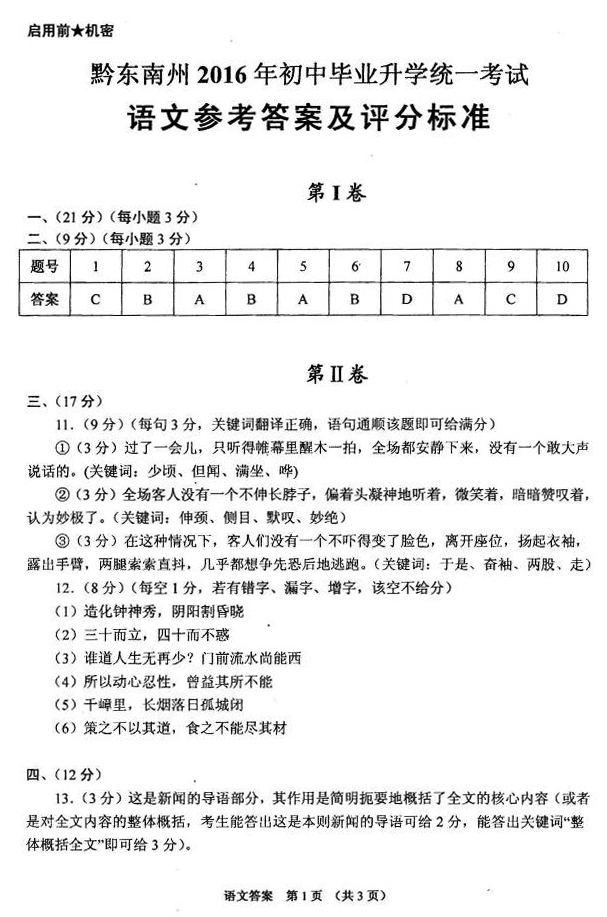 启用前★机密
黔东南州 2016 年初中毕业升学统一考试
语文参考答案及评分标准
第 I 卷
一、（21 分）（每小题 3 分）
二、（9 分）（每小题 3 分）
题号 1 2 3 4 5 6 7 8 9 10
答案 C B A B A B D A C D
第 Ⅱ 卷
三、（17 分）
11.（9 分）（每句 3 分，关键词翻译正确，语句通顺该题即可给满分）
①（3 分）过了一会儿，只听得帷幕里醒木一拍，全场都安静下来，没有一个敢大声
说话的。(关键词：少顷、但闻、满坐、哗)
②（3 分）全场客人没有一个不伸长脖子，偏着头凝神地听着，微笑着，暗暗赞叹着，
认为妙极了。（关键词：伸颈、侧目、默叹、妙绝）
③（3 分）在这种情况下，客人们没有一个不吓得变了脸色，离开座位，扬起衣袖，
露出手臂，两腿索索直抖，几乎都想争先恐后地逃跑。（关键词：于是、奋袖、两股、走）
12.（8 分）（每空 1 分，若有错字、漏字、增字，该空不给分）
（1）造化钟神秀，阴阳割昏晓
（2）三十而立，四十而不惑
（3）谁道人生无再少？门前流水尚能西
（4）所以动心忍性，曾益其所不能
（5）千嶂里，长烟落日孤城闭
（6）策之不以其道，食之不能尽其材
四、（12 分）
13.（3 分）这是新闻的导语部分，其作用是简明扼要地概括了全文的核心内容（或者
是对全文内容的整体概括，考生能答出这是本则新闻的导语可给 2 分，能答出关键词“整
体概括全文”即可给 3 分）。
语文答案 第 1 页 （共 3 页）